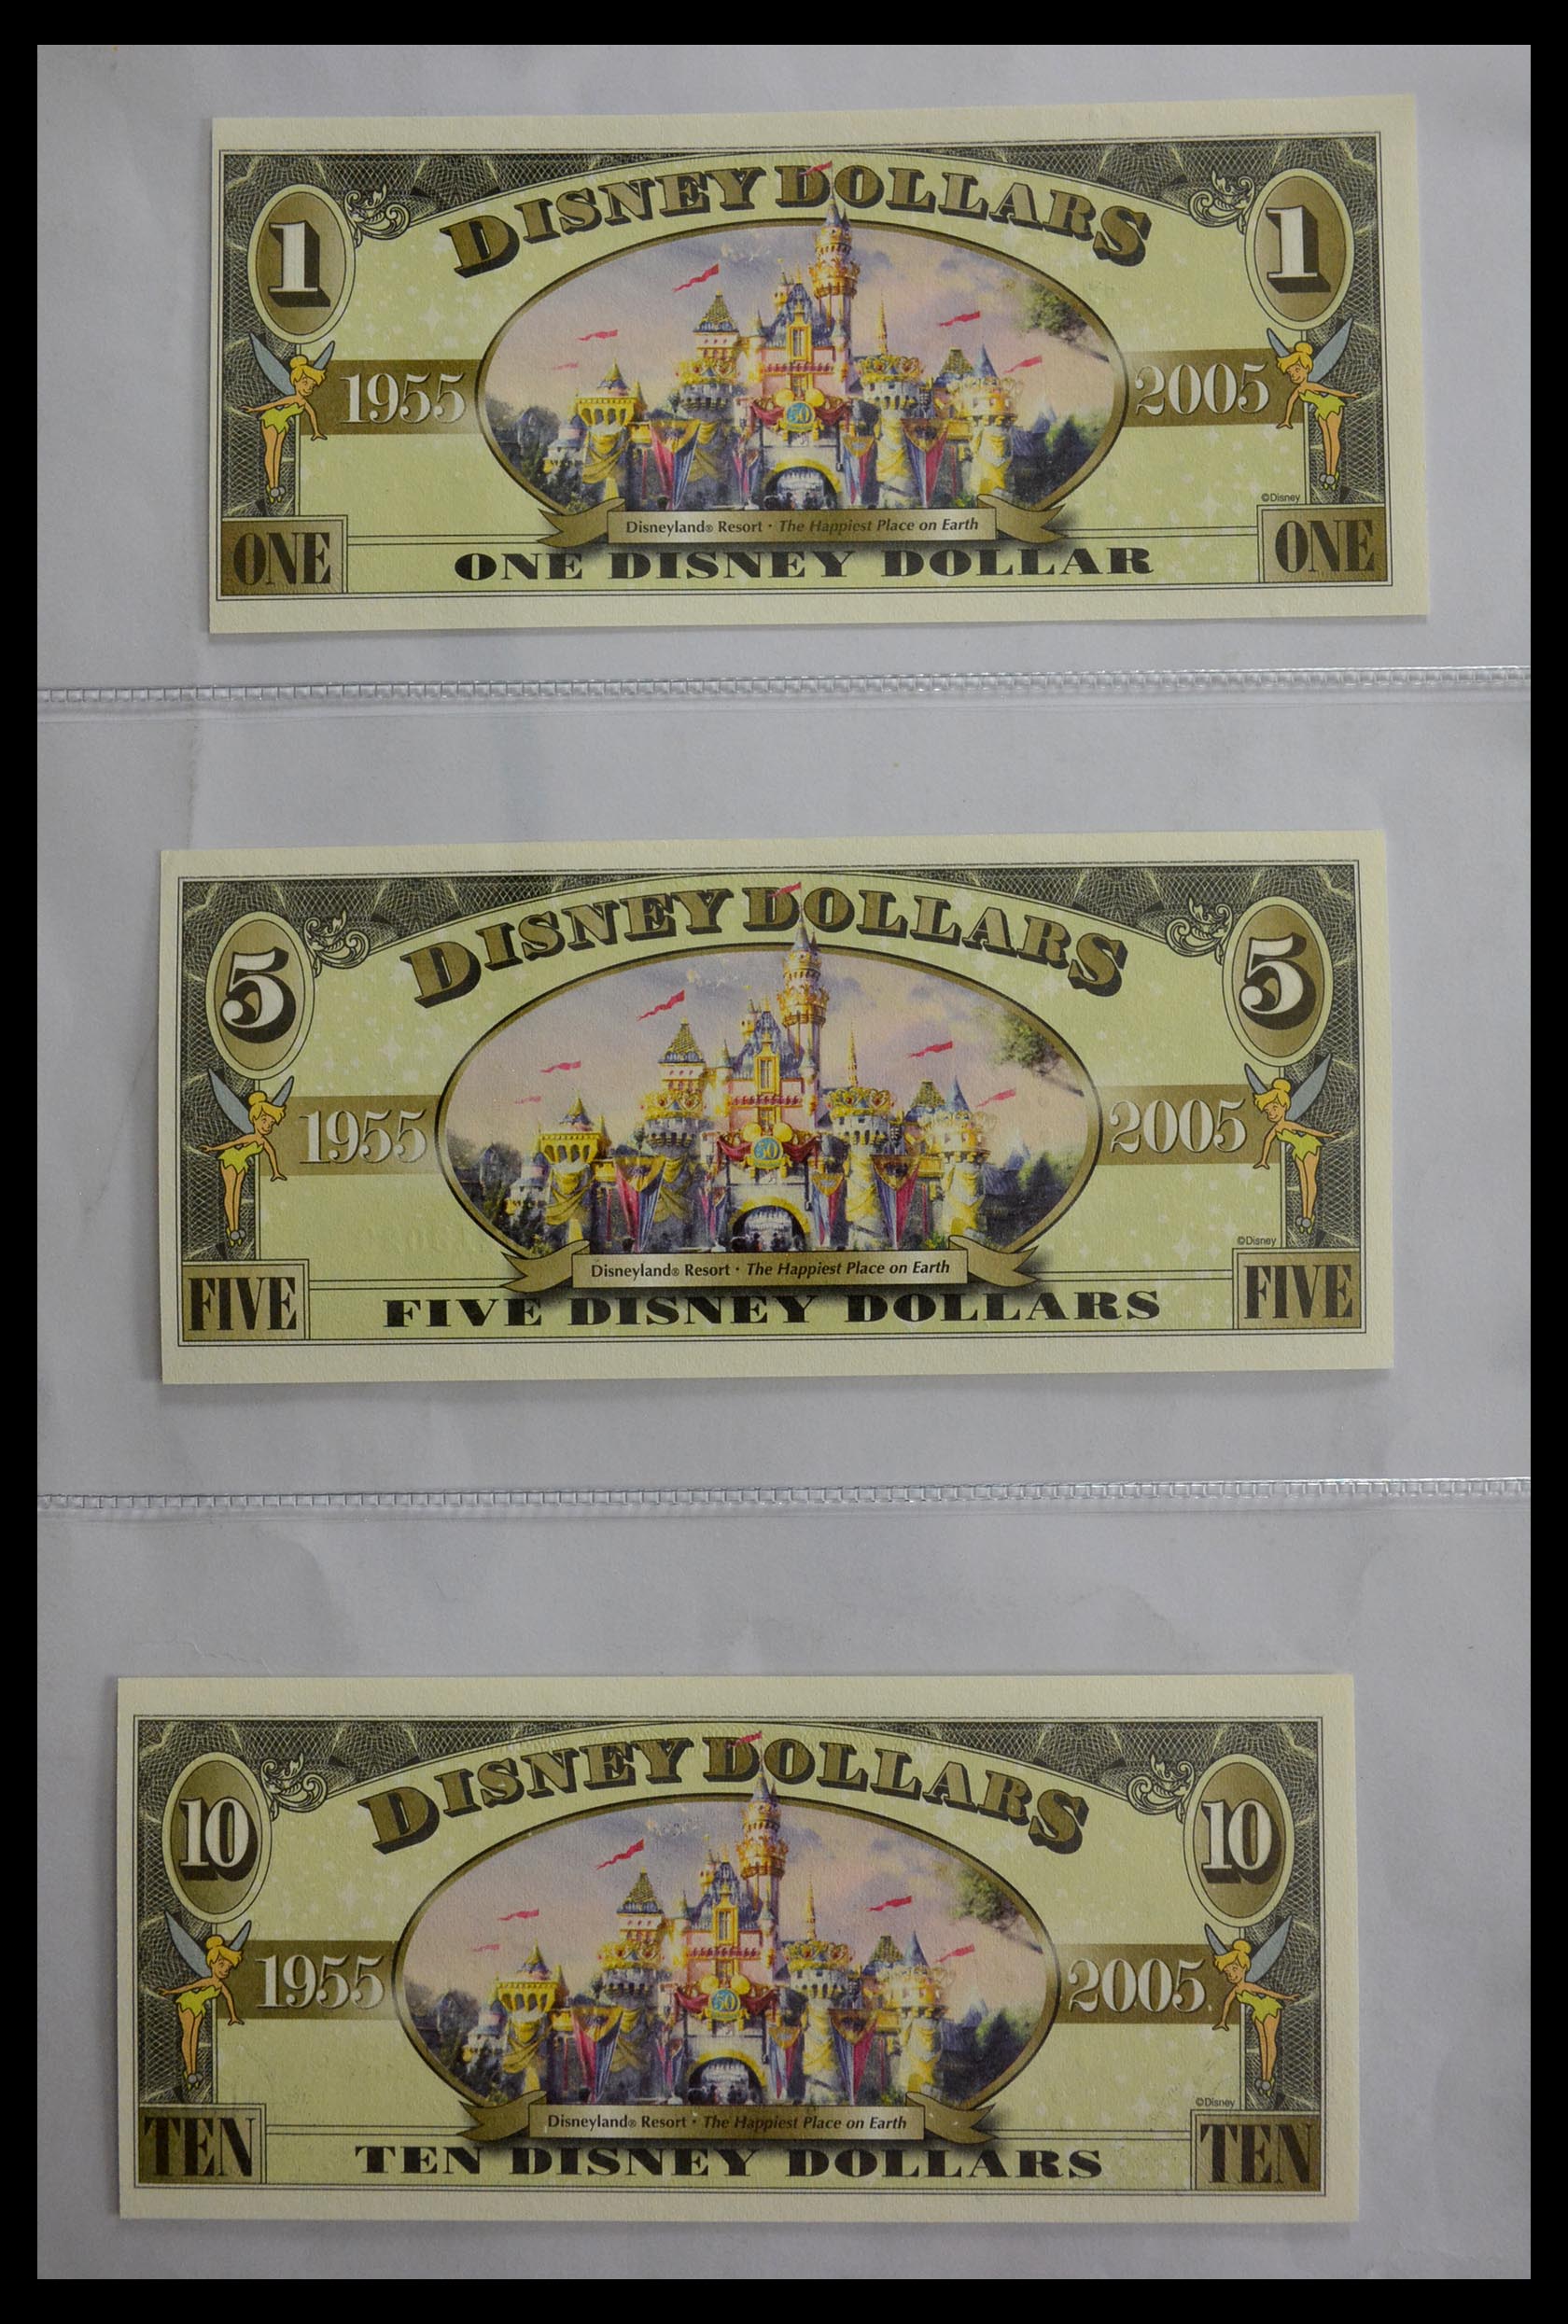 DISNEY DOLLARS
1 1
1955 50 2005
©Disney
Disneyland® Resort · The Happiest Place on Earth
ONE ONE DISNEY DOLLAR ONE
DISNEY DOLLARS
5 5
1955 50 2005
©Disney
Disneyland® Resort · The Happiest Place on Earth
FIVE FIVE DISNEY DOLLARS FIVE
DISNEY DOLLARS
10 10
1955 50 2005
©Disney
Disneyland® Resort · The Happiest Place on Earth
TEN TEN DISNEY DOLLARS TEN